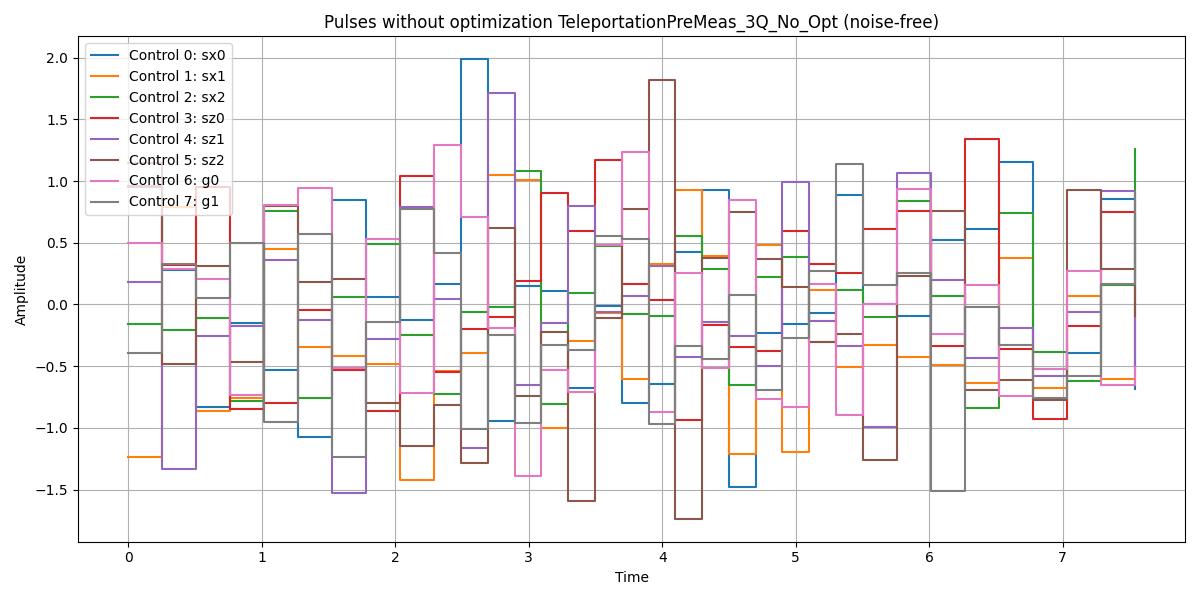 Pulses without optimization TeleportationPreMeas_3Q_No_Opt (noise-free)
Amplitude
2.0
1.5
1.0
0.5
0.0
−0.5
−1.0
−1.5
Control 0: sx0
Control 1: sx1
Control 2: sx2
Control 3: sz0
Control 4: sz1
Control 5: sz2
Control 6: g0
Control 7: g1
0 1 2 3 4 5 6 7
Time